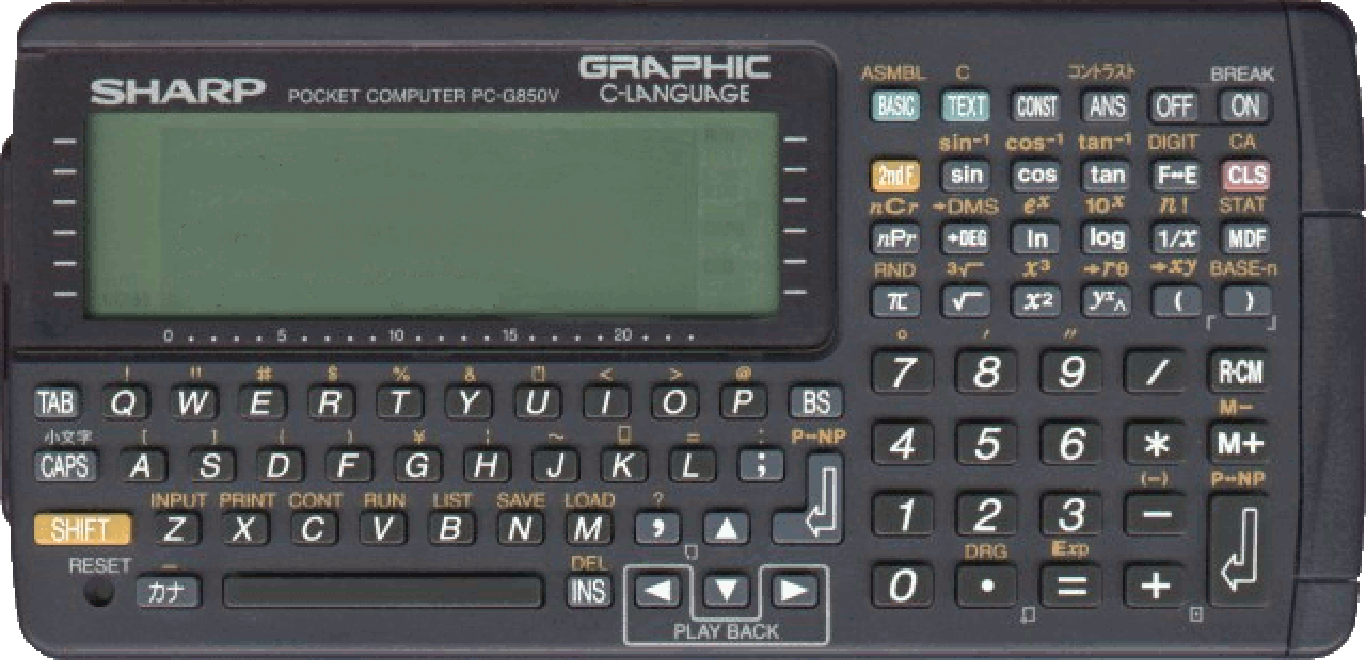 GRAPHIC
SHARP POCKET COMPUTER PC-G850V C-LANGUAGE
ASMBL C コントラスト BREAK
BASIC TEXT CONST ANS OFF ON
sin⁻¹ cos⁻¹ tan⁻¹ DIGIT CA
2ndF sin cos tan F↔E CLS
nCr →DMS eˣ 10ˣ n! STAT
nPr →DEG ln log 1/x MDF
RND ³√ x³ →rθ →xy BASE-n
π √ x² yˣ^ ( )
0 5 10 15 20
° ′ ″
7 8 9 / R·CM
! " # $ % & < > @
TAB Q W E R T Y U I O P BS
M−
4 5 6 * M+
小文字 [ ] { } ¥ ¦ ~ = : P↔NP
CAPS A S D F G H J K L ;
(−) P↔NP
INPUT PRINT CONT RUN LIST SAVE LOAD ?
SHIFT Z X C V B N M , ▲
1 2 3 −
DRG Exp
RESET DEL
カナ INS ◀ ▼ ▶
0 . = +
PLAY BACK